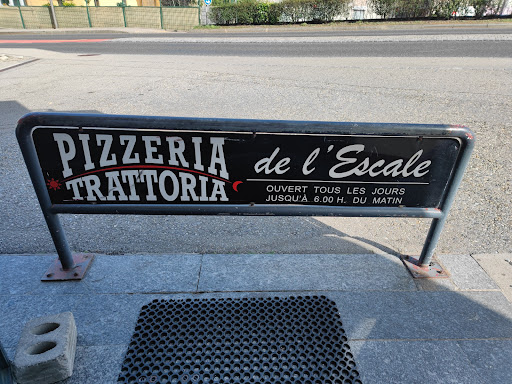 PIZZERIA
TRATTORIA
de l'Escale
OUVERT TOUS LES JOURS
JUSQU'À 6.00 H. DU MATIN